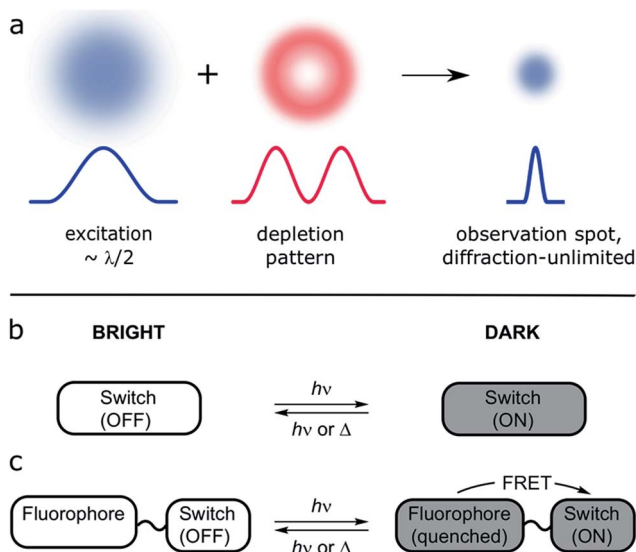 a
+
excitation
~ λ/2
depletion
pattern
observation spot,
diffraction-unlimited
b
BRIGHT
DARK
Switch
(OFF)
hν
hν or Δ
Switch
(ON)
c
Fluorophore
Switch
(OFF)
hν
hν or Δ
FRET
Fluorophore
(quenched)
Switch
(ON)